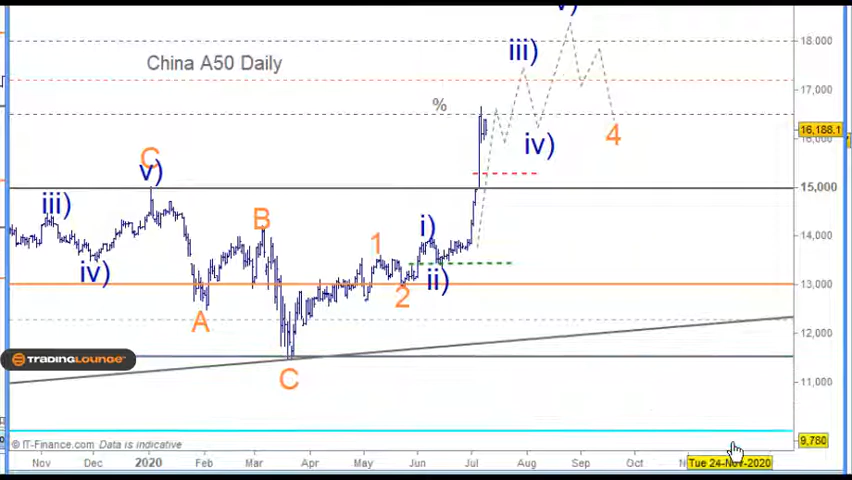 v)
18,000
China A50 Daily
iii)
17,000
%
16,188.1
iv)
4
C
v)
15,000
iii)
B
i)
14,000
1
iv)
ii)
13,000
2
A
12,000
TRADINGLOUNGE
C
11,000
9,780
© IT-Finance.com Data is indicative
Nov Dec 2020 Feb Mar Apr May Jun Jul Aug Sep Oct
Tue 24-Nov-2020